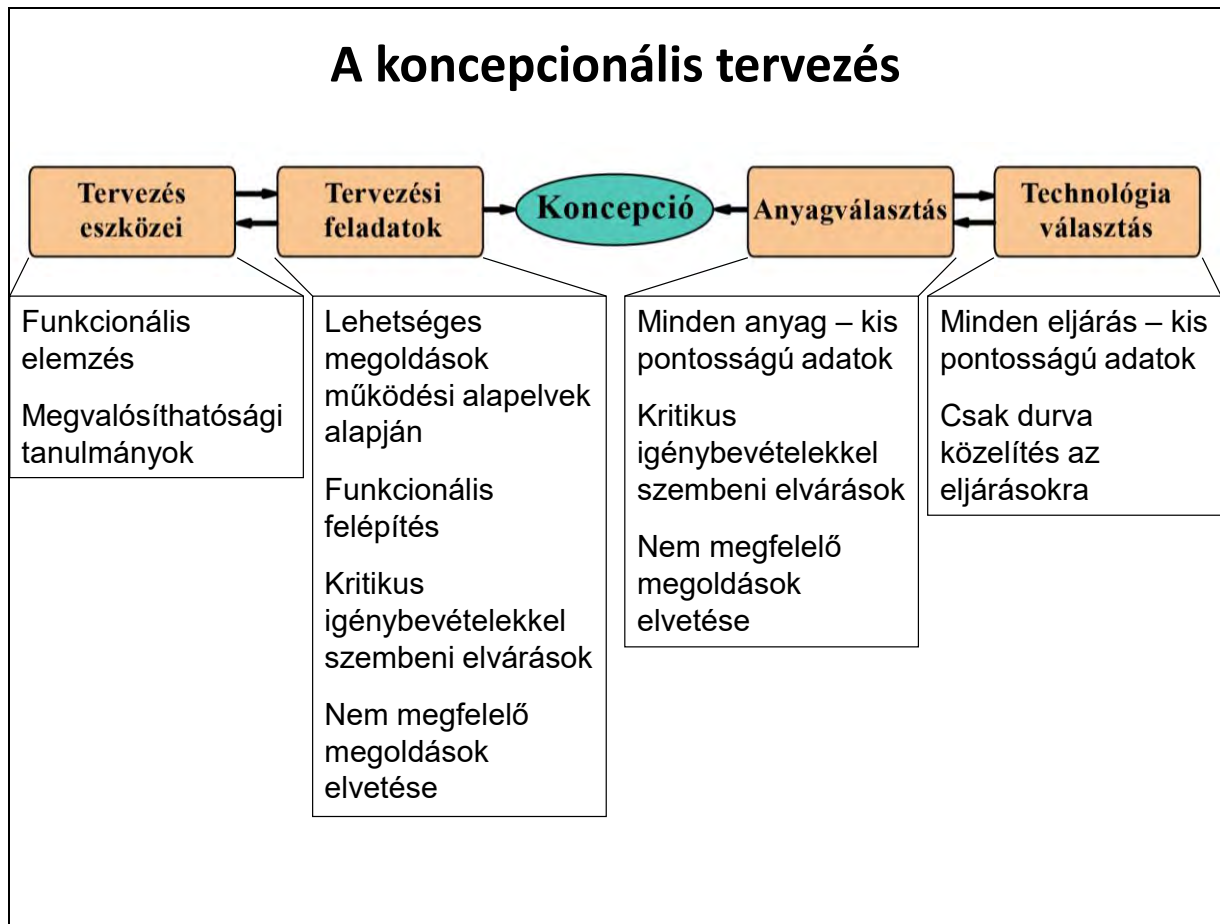 A koncepcionális tervezés
Tervezés
eszközei
Tervezési
feladatok
Koncepció
Anyagválasztás
Technológia
választás
Funkcionális
elemzés
Megvalósíthatósági
tanulmányok
Lehetséges
megoldások
működési alapelvek
alapján
Funkcionális
felépítés
Kritikus
igénybevételekkel
szembeni elvárások
Nem megfelelő
megoldások
elvetése
Minden anyag – kis
pontosságú adatok
Kritikus
igénybevételekkel
szembeni elvárások
Nem megfelelő
megoldások
elvetése
Minden eljárás – kis
pontosságú adatok
Csak durva
közelítés az
eljárásokra